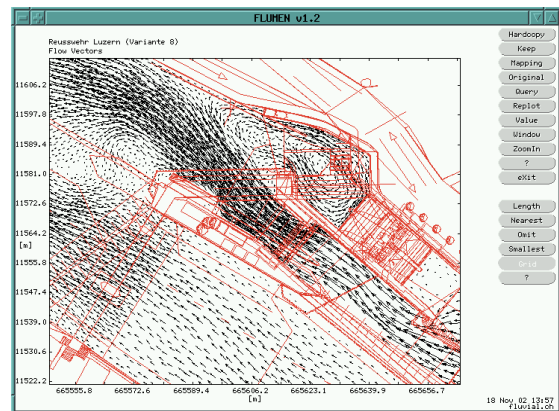 FLUMEN v1.2
Reusswehr Luzern (Variante 8)
Flow Vectors
11606.2
11597.8
11589.4
11581.0
11572.6
11564.2
[m]
11555.8
11547.4
11539.0
11530.6
11522.2
665555.8 665572.6 665589.4 665606.2 665623.1 665639.9 665656.7
[m]
Hardcopy
Keep
Mapping
Original
Query
Replot
Value
Window
ZoomIn
?
eXit
Length
Nearest
Omit
Smallest
Grid
?
18 Nov 02 13:57
fluvial.ch